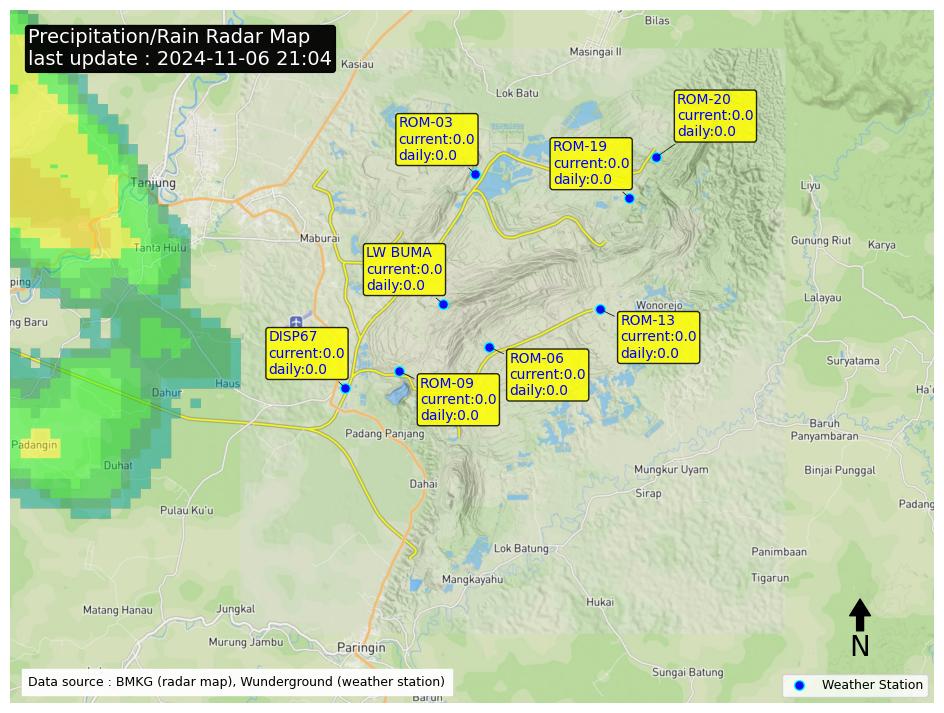 Precipitation/Rain Radar Map
last update : 2024-11-06 21:04
Bilas
Masingai II
Kasiau
Lok Batu
ROM-20
current:0.0
daily:0.0
ROM-03
current:0.0
daily:0.0
ROM-19
current:0.0
daily:0.0
Tanjung
Liyu
Maburai
Tanta Hulu
Gunung Riut
Karya
LW BUMA
current:0.0
daily:0.0
ping
Lalayau
Wonorejo
ng Baru
ROM-13
current:0.0
daily:0.0
DISP67
current:0.0
daily:0.0
ROM-06
current:0.0
daily:0.0
Suryatama
Haus
Dahur
ROM-09
current:0.0
daily:0.0
Ha'o
Baruh
Panyambaran
Padang Panjang
Padangin
Duhat
Mungkur Uyam
Binjai Punggal
Dahai
Sirap
Padang
Pulau Ku'u
Lok Batung
Panimbaan
Mangkayahu
Tigarun
Hukai
Matang Hanau
Jungkal
Murung Jambu
Paringin
N
Sungai Batung
Data source : BMKG (radar map), Wunderground (weather station)
Weather Station
Barun